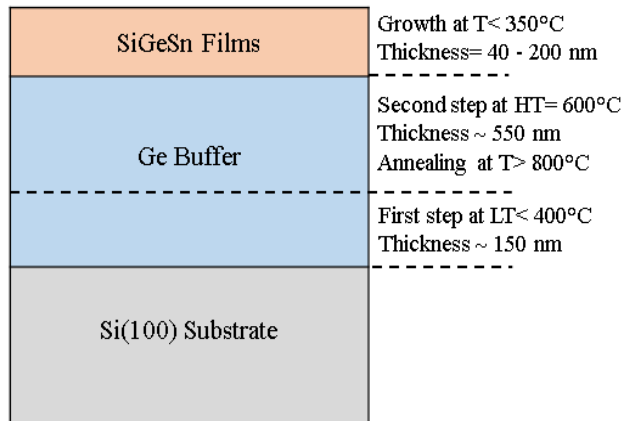 SiGeSn Films
Growth at T< 350°C
Thickness= 40 - 200 nm
Ge Buffer
Second step at HT= 600°C
Thickness ~ 550 nm
Annealing at T> 800°C
First step at LT< 400°C
Thickness ~ 150 nm
Si(100) Substrate